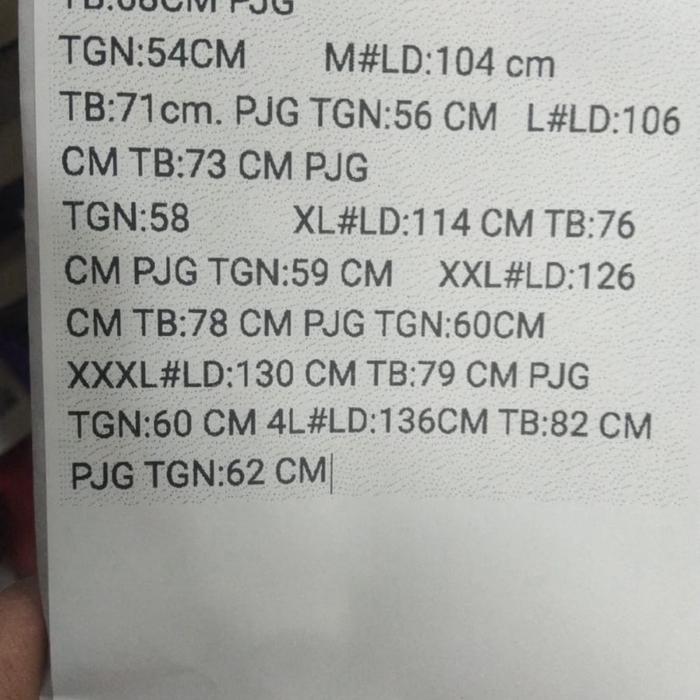 CM PJG
TGN:54CM M#LD:104 cm
TB:71cm. PJG TGN:56 CM L#LD:106
CM TB:73 CM PJG
TGN:58 XL#LD:114 CM TB:76
CM PJG TGN:59 CM XXL#LD:126
CM TB:78 CM PJG TGN:60CM
XXXL#LD:130 CM TB:79 CM PJG
TGN:60 CM 4L#LD:136CM TB:82 CM
PJG TGN:62 CM